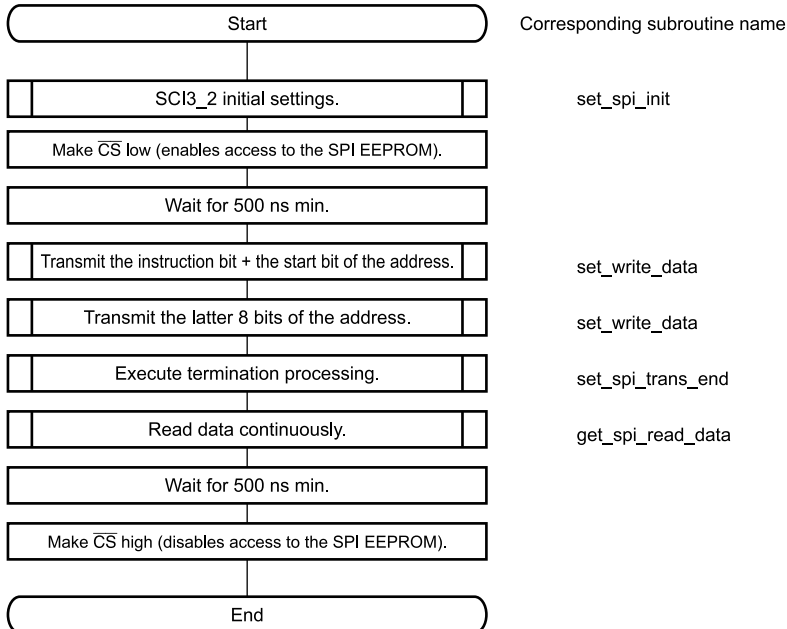 Start
Corresponding subroutine name
SCI3_2 initial settings.
set_spi_init
Make C̅S̅ low (enables access to the SPI EEPROM).
Wait for 500 ns min.
Transmit the instruction bit + the start bit of the address.
set_write_data
Transmit the latter 8 bits of the address.
set_write_data
Execute termination processing.
set_spi_trans_end
Read data continuously.
get_spi_read_data
Wait for 500 ns min.
Make C̅S̅ high (disables access to the SPI EEPROM).
End